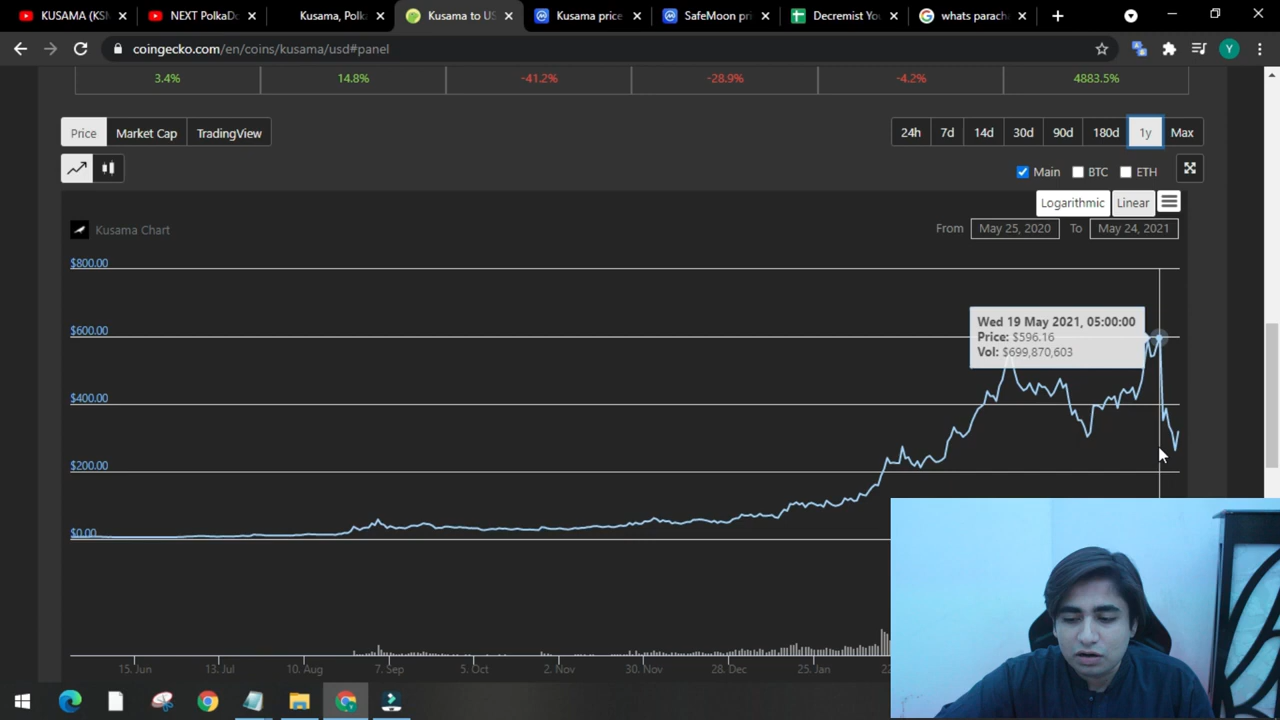 KUSAMA (KSM
NEXT PolkaDo
Kusama, Polk
Kusama to US
Kusama price
SafeMoon pri
Decremist You
whats parach
coingecko.com/en/coins/kusama/usd#panel
Y
3.4% 14.8% -41.2% -28.9% -4.2% 4883.5%
Price Market Cap TradingView
24h 7d 14d 30d 90d 180d 1y Max
Main BTC ETH
Logarithmic Linear
Kusama Chart
From May 25, 2020 To May 24, 2021
$800.00
Wed 19 May 2021, 05:00:00
Price: $596.16
Vol: $699,870,603
$600.00
$400.00
$200.00
$0.00
15. Jun 13. Jul 10. Aug 7. Sep 5. Oct 2. Nov 30. Nov 28. Dec 25. Jan 22